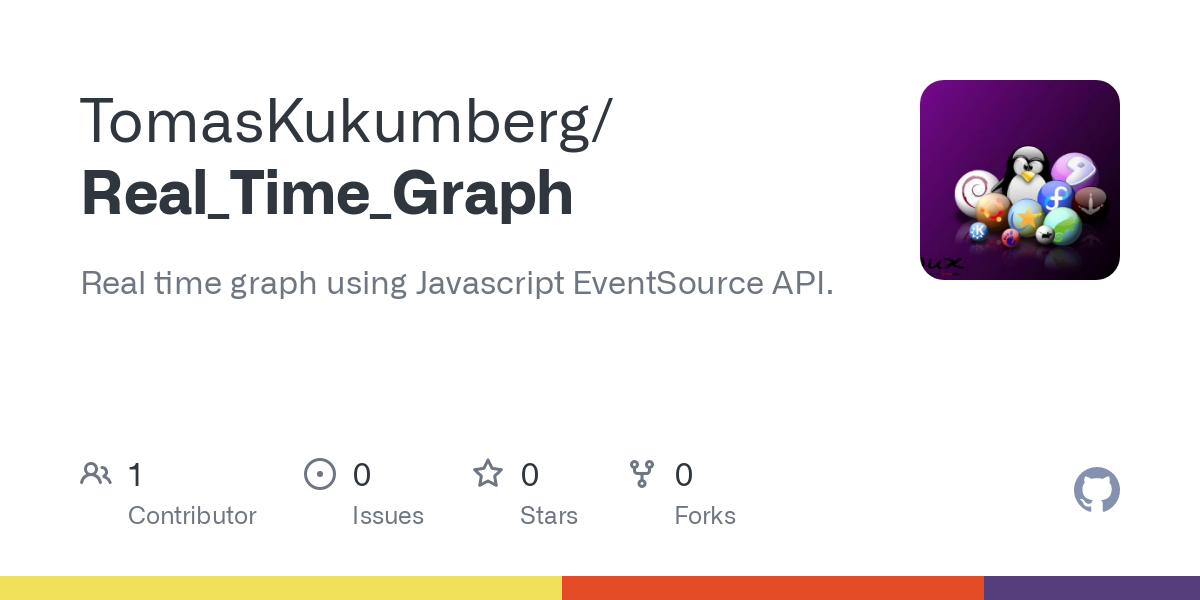 TomasKukumberg/
Real_Time_Graph
Real time graph using Javascript EventSource API.
1
Contributor
0
Issues
0
Stars
0
Forks